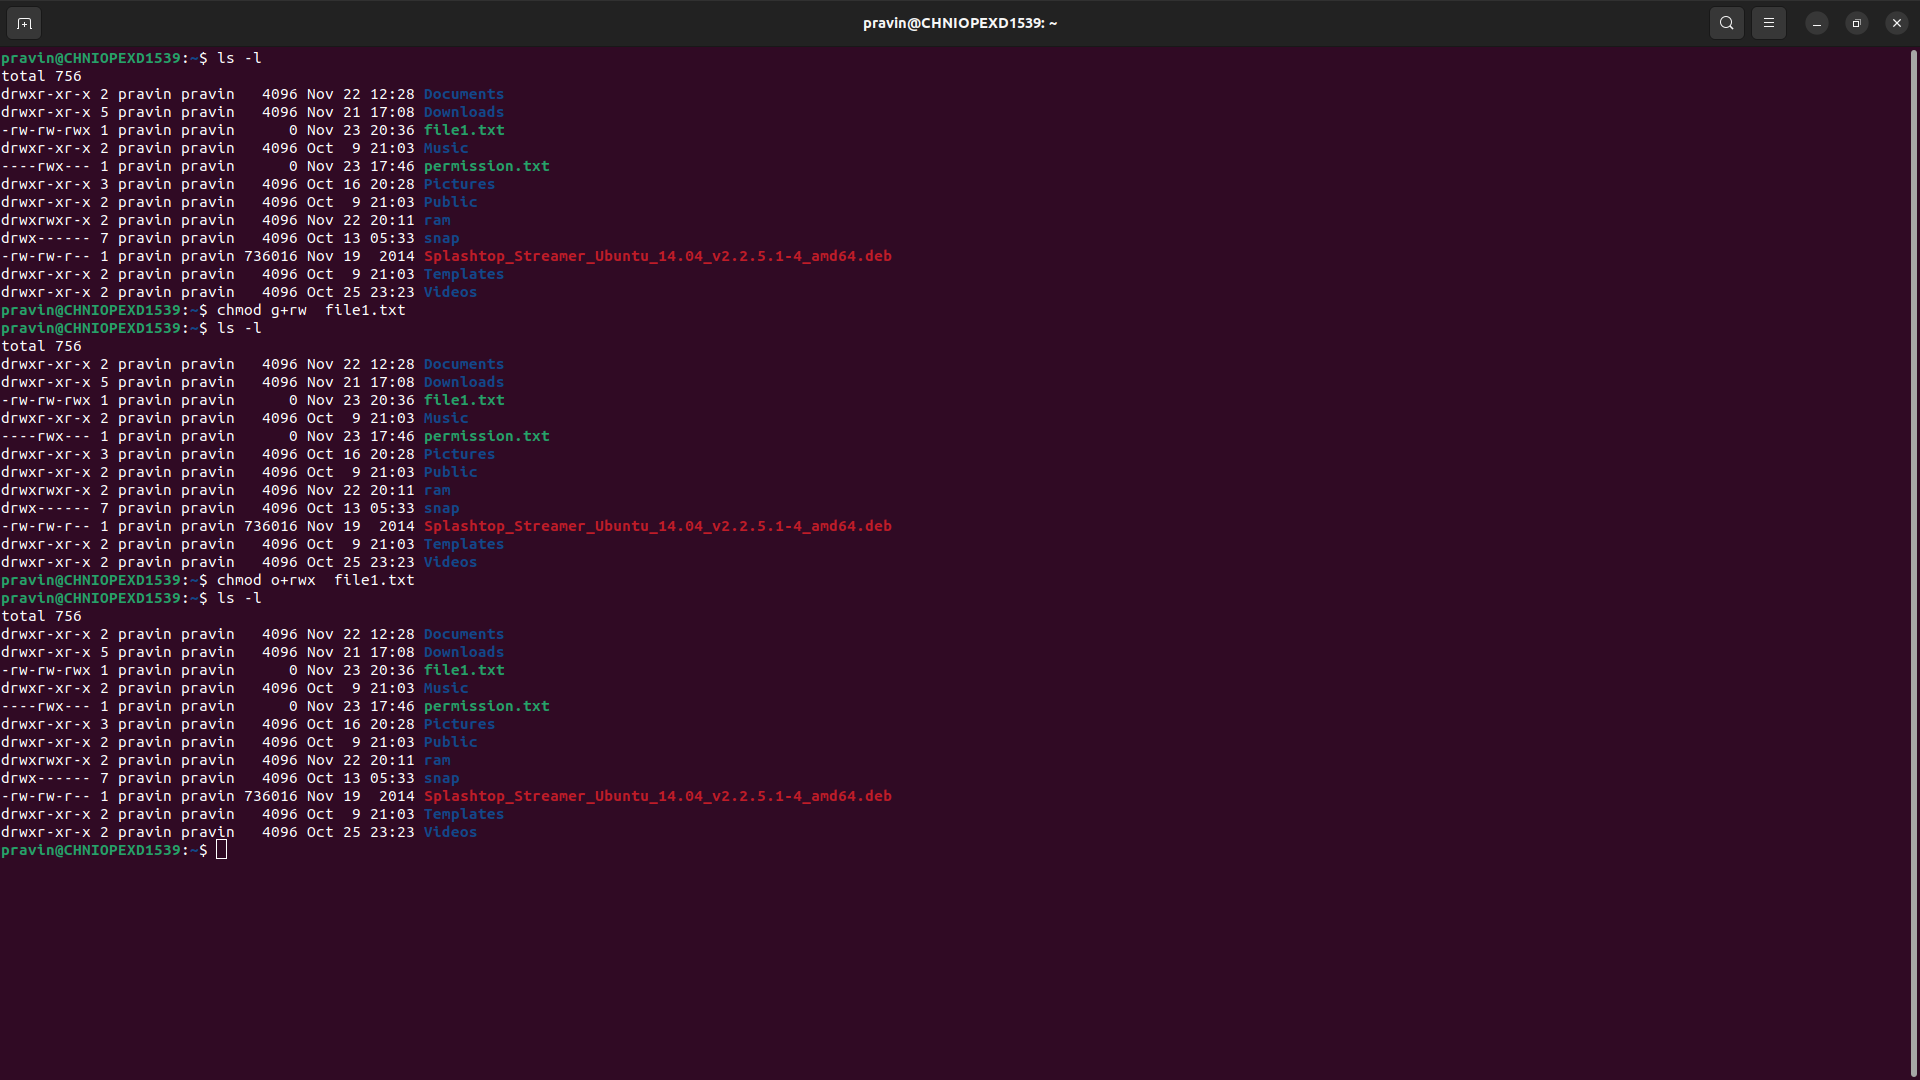 pravin@CHNIOPEXD1539: ~
pravin@CHNIOPEXD1539:~$ ls -l
total 756
drwxr-xr-x 2 pravin pravin   4096 Nov 22 12:28 Documents
drwxr-xr-x 5 pravin pravin   4096 Nov 21 17:08 Downloads
-rw-rw-rwx 1 pravin pravin      0 Nov 23 20:36 file1.txt
drwxr-xr-x 2 pravin pravin   4096 Oct  9 21:03 Music
----rwx--- 1 pravin pravin      0 Nov 23 17:46 permission.txt
drwxr-xr-x 3 pravin pravin   4096 Oct 16 20:28 Pictures
drwxr-xr-x 2 pravin pravin   4096 Oct  9 21:03 Public
drwxrwxr-x 2 pravin pravin   4096 Nov 22 20:11 ram
drwx------ 7 pravin pravin   4096 Oct 13 05:33 snap
-rw-rw-r-- 1 pravin pravin 736016 Nov 19  2014 Splashtop_Streamer_Ubuntu_14.04_v2.2.5.1-4_amd64.deb
drwxr-xr-x 2 pravin pravin   4096 Oct  9 21:03 Templates
drwxr-xr-x 2 pravin pravin   4096 Oct 25 23:23 Videos
pravin@CHNIOPEXD1539:~$ chmod g+rw  file1.txt
pravin@CHNIOPEXD1539:~$ ls -l
total 756
drwxr-xr-x 2 pravin pravin   4096 Nov 22 12:28 Documents
drwxr-xr-x 5 pravin pravin   4096 Nov 21 17:08 Downloads
-rw-rw-rwx 1 pravin pravin      0 Nov 23 20:36 file1.txt
drwxr-xr-x 2 pravin pravin   4096 Oct  9 21:03 Music
----rwx--- 1 pravin pravin      0 Nov 23 17:46 permission.txt
drwxr-xr-x 3 pravin pravin   4096 Oct 16 20:28 Pictures
drwxr-xr-x 2 pravin pravin   4096 Oct  9 21:03 Public
drwxrwxr-x 2 pravin pravin   4096 Nov 22 20:11 ram
drwx------ 7 pravin pravin   4096 Oct 13 05:33 snap
-rw-rw-r-- 1 pravin pravin 736016 Nov 19  2014 Splashtop_Streamer_Ubuntu_14.04_v2.2.5.1-4_amd64.deb
drwxr-xr-x 2 pravin pravin   4096 Oct  9 21:03 Templates
drwxr-xr-x 2 pravin pravin   4096 Oct 25 23:23 Videos
pravin@CHNIOPEXD1539:~$ chmod o+rwx  file1.txt
pravin@CHNIOPEXD1539:~$ ls -l
total 756
drwxr-xr-x 2 pravin pravin   4096 Nov 22 12:28 Documents
drwxr-xr-x 5 pravin pravin   4096 Nov 21 17:08 Downloads
-rw-rw-rwx 1 pravin pravin      0 Nov 23 20:36 file1.txt
drwxr-xr-x 2 pravin pravin   4096 Oct  9 21:03 Music
----rwx--- 1 pravin pravin      0 Nov 23 17:46 permission.txt
drwxr-xr-x 3 pravin pravin   4096 Oct 16 20:28 Pictures
drwxr-xr-x 2 pravin pravin   4096 Oct  9 21:03 Public
drwxrwxr-x 2 pravin pravin   4096 Nov 22 20:11 ram
drwx------ 7 pravin pravin   4096 Oct 13 05:33 snap
-rw-rw-r-- 1 pravin pravin 736016 Nov 19  2014 Splashtop_Streamer_Ubuntu_14.04_v2.2.5.1-4_amd64.deb
drwxr-xr-x 2 pravin pravin   4096 Oct  9 21:03 Templates
drwxr-xr-x 2 pravin pravin   4096 Oct 25 23:23 Videos
pravin@CHNIOPEXD1539:~$